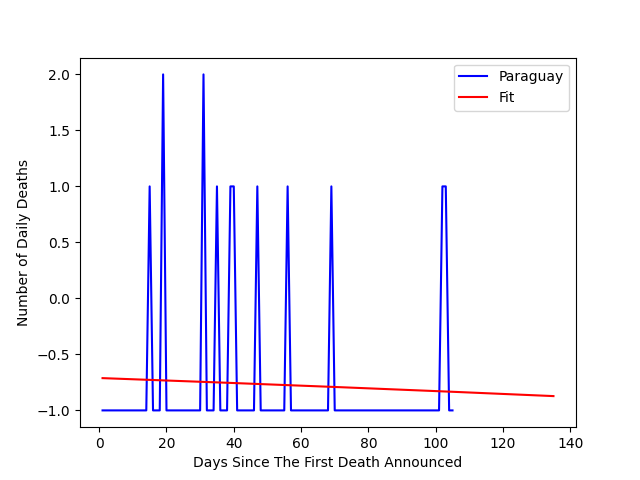 Paraguay
Fit
2.0
1.5
1.0
0.5
0.0
−0.5
−1.0
Number of Daily Deaths
0 20 40 60 80 100 120 140
Days Since The First Death Announced